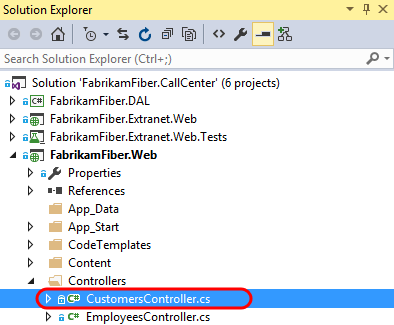 Solution Explorer
Search Solution Explorer (Ctrl+;)
Solution 'FabrikamFiber.CallCenter' (6 projects)
FabrikamFiber.DAL
FabrikamFiber.Extranet.Web
FabrikamFiber.Extranet.Web.Tests
FabrikamFiber.Web
Properties
References
App_Data
App_Start
CodeTemplates
Content
Controllers
C# CustomersController.cs
C# EmployeesController.cs